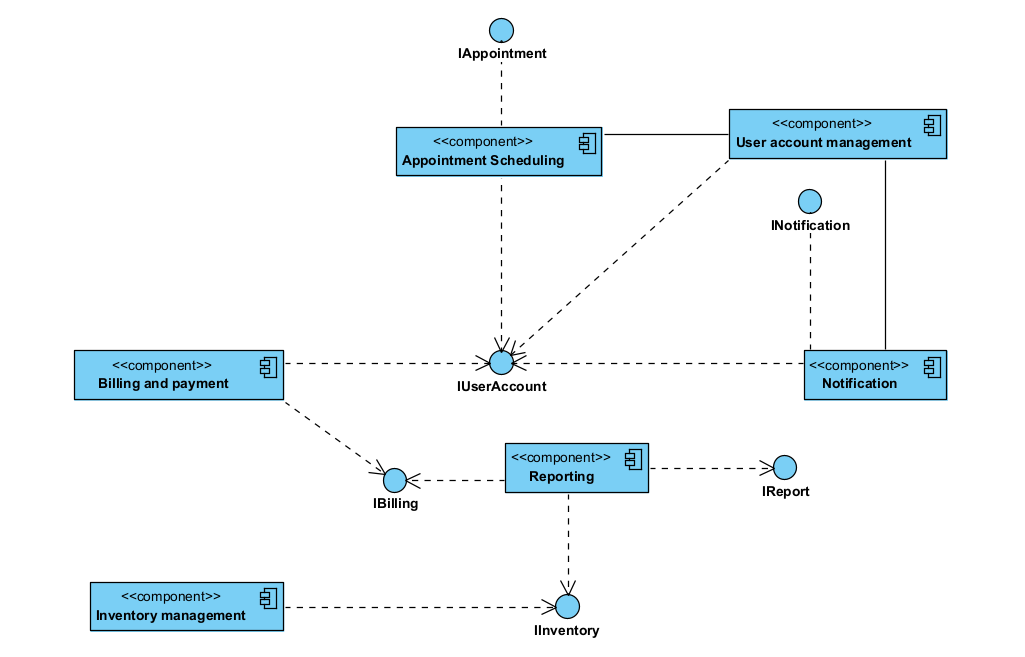 IAppointment
<<component>>
User account management
<<component>>
Appointment Scheduling
INotification
<<component>>
Billing and payment
IUserAccount
<<component>>
Notification
<<component>>
Reporting
IBilling
IReport
<<component>>
Inventory management
IInventory